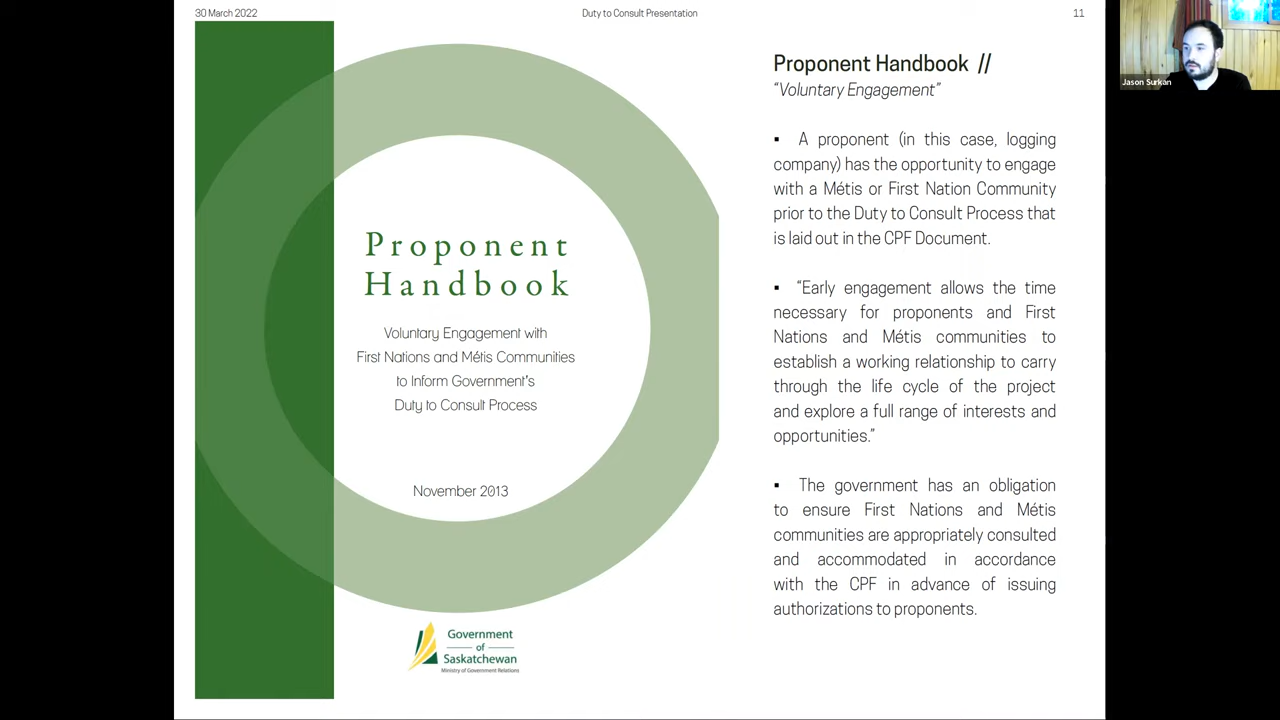 30 March 2022
Duty to Consult Presentation
11
Jason Surkan
Proponent
Handbook
Voluntary Engagement with
First Nations and Métis Communities
to Inform Government's
Duty to Consult Process
November 2013
Government
of
Saskatchewan
Ministry of Government Relations
Proponent Handbook //
“Voluntary Engagement”
▪ A proponent (in this case, logging
company) has the opportunity to engage
with a Métis or First Nation Community
prior to the Duty to Consult Process that
is laid out in the CPF Document.
▪ “Early engagement allows the time
necessary for proponents and First
Nations and Métis communities to
establish a working relationship to carry
through the life cycle of the project
and explore a full range of interests and
opportunities.”
▪ The government has an obligation
to ensure First Nations and Métis
communities are appropriately consulted
and accommodated in accordance
with the CPF in advance of issuing
authorizations to proponents.